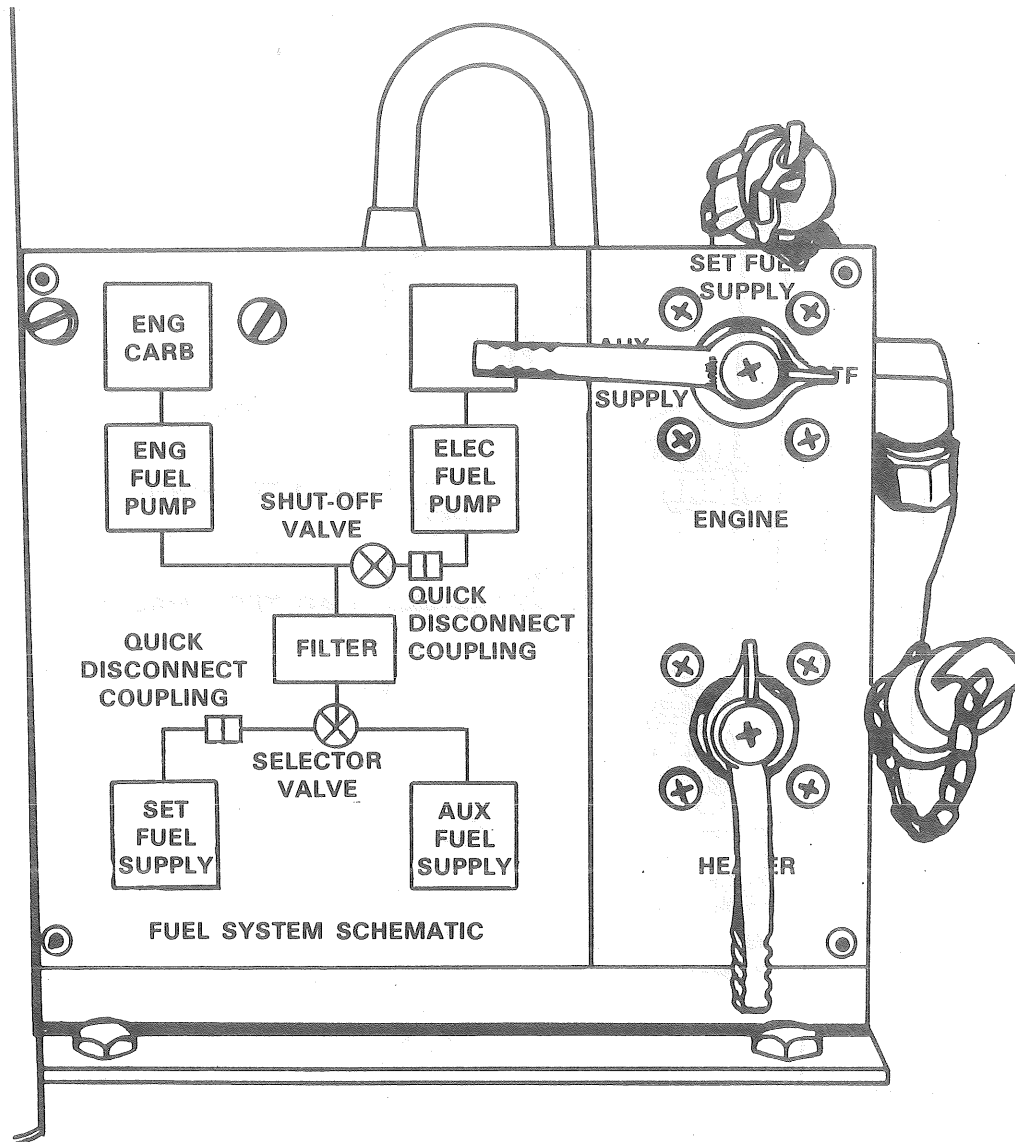 ENG
CARB
ENG
FUEL
PUMP
ELEC
FUEL
PUMP
SHUT-OFF
VALVE
QUICK
DISCONNECT
COUPLING
FILTER
QUICK
DISCONNECT
COUPLING
SELECTOR
VALVE
SET
FUEL
SUPPLY
AUX
FUEL
SUPPLY
FUEL SYSTEM SCHEMATIC
SET FUEL
SUPPLY
AUX
SUPPLY
ENGINE